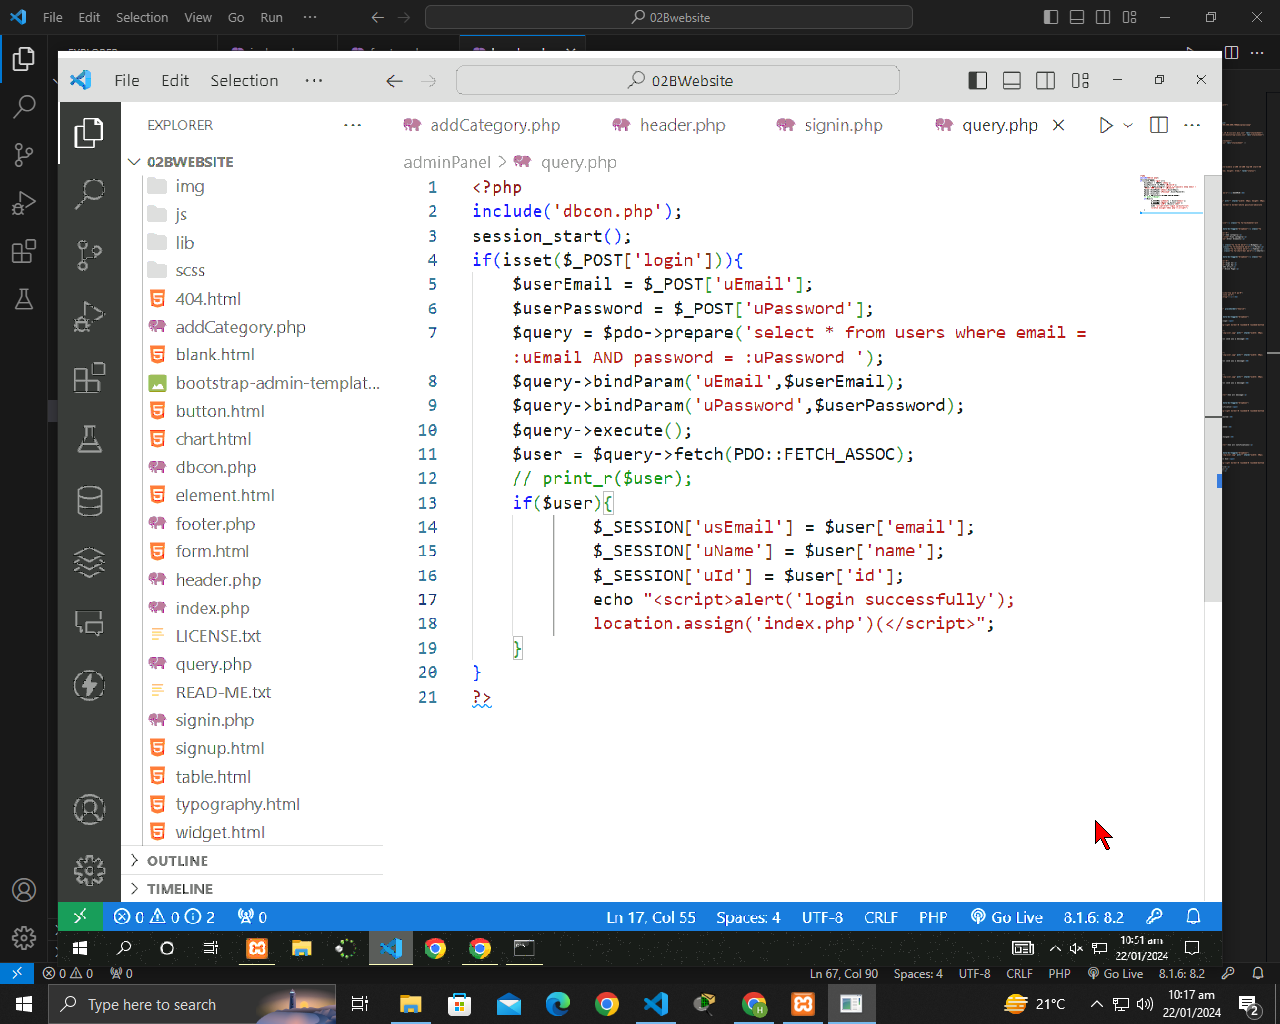 File Edit Selection View Go Run ··· 02Bwebsite
File Edit Selection ··· 02BWebsite
EXPLORER ··· addCategory.php header.php signin.php query.php
02BWEBSITE
adminPanel > query.php
img
js
lib
scss
404.html
addCategory.php
blank.html
bootstrap-admin-templat...
button.html
chart.html
dbcon.php
element.html
footer.php
form.html
header.php
index.php
LICENSE.txt
query.php
READ-ME.txt
signin.php
signup.html
table.html
typography.html
widget.html
OUTLINE
TIMELINE
1 <?php
2 include('dbcon.php');
3 session_start();
4 if(isset($_POST['login'])){
5 $userEmail = $_POST['uEmail'];
6 $userPassword = $_POST['uPassword'];
7 $query = $pdo->prepare('select * from users where email =
:uEmail AND password = :uPassword ');
8 $query->bindParam('uEmail',$userEmail);
9 $query->bindParam('uPassword',$userPassword);
10 $query->execute();
11 $user = $query->fetch(PDO::FETCH_ASSOC);
12 // print_r($user);
13 if($user){
14 $_SESSION['usEmail'] = $user['email'];
15 $_SESSION['uName'] = $user['name'];
16 $_SESSION['uId'] = $user['id'];
17 echo "<script>alert('login successfully');
18 location.assign('index.php')(</script>";
19 }
20 }
21 ?>
0 0 2 0 Ln 17, Col 55 Spaces: 4 UTF-8 CRLF PHP Go Live 8.1.6: 8.2
10:51 am
22/01/2024
0 0 0 Ln 67, Col 90 Spaces: 4 UTF-8 CRLF PHP Go Live 8.1.6: 8.2
Type here to search 21°C 10:17 am
22/01/2024 2